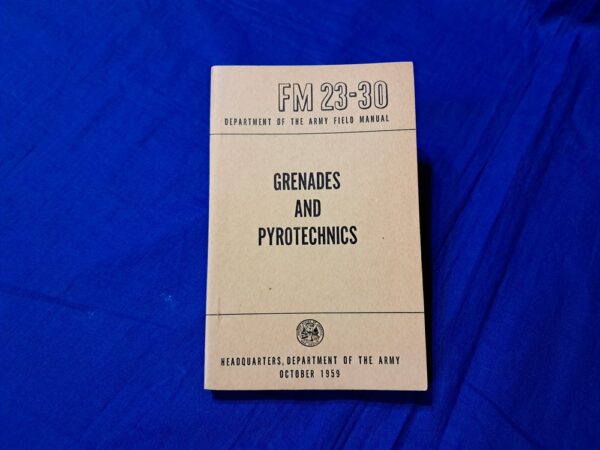 FM 23-30
DEPARTMENT OF THE ARMY FIELD MANUAL
GRENADES
AND
PYROTECHNICS
HEADQUARTERS, DEPARTMENT OF THE ARMY
OCTOBER 1959